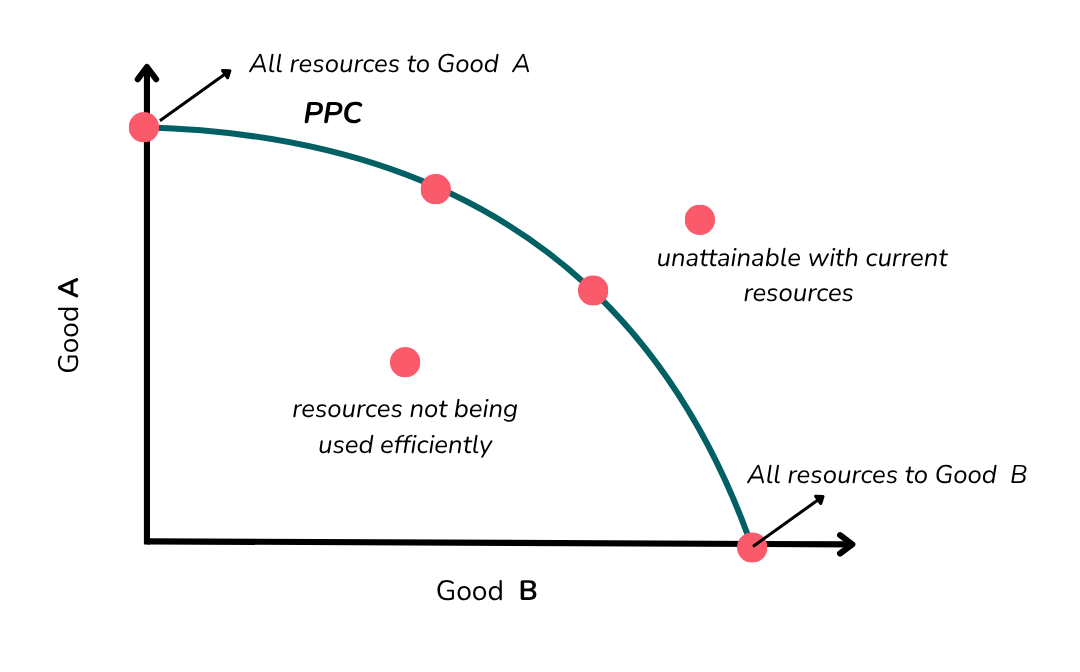 All resources to Good A
PPC
unattainable with current
resources
Good A
resources not being
used efficiently
All resources to Good B
Good B